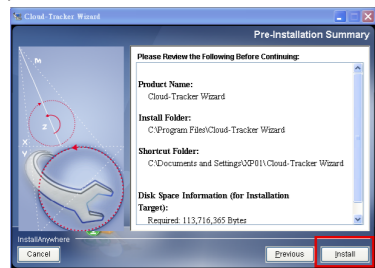 Cloud-Tracker Wizard
Pre-Installation Summary
M
Z
X
Y
Please Review the Following Before Continuing:
Product Name:
Cloud-Tracker Wizard
Install Folder:
C:\Program Files\Cloud-Tracker Wizard
Shortcut Folder:
C:\Documents and Settings\XP01\Cloud-Tracker Wizard
Disk Space Information (for Installation
Target):
Required: 113,716,365 Bytes
InstallAnywhere
Cancel
Previous
Install